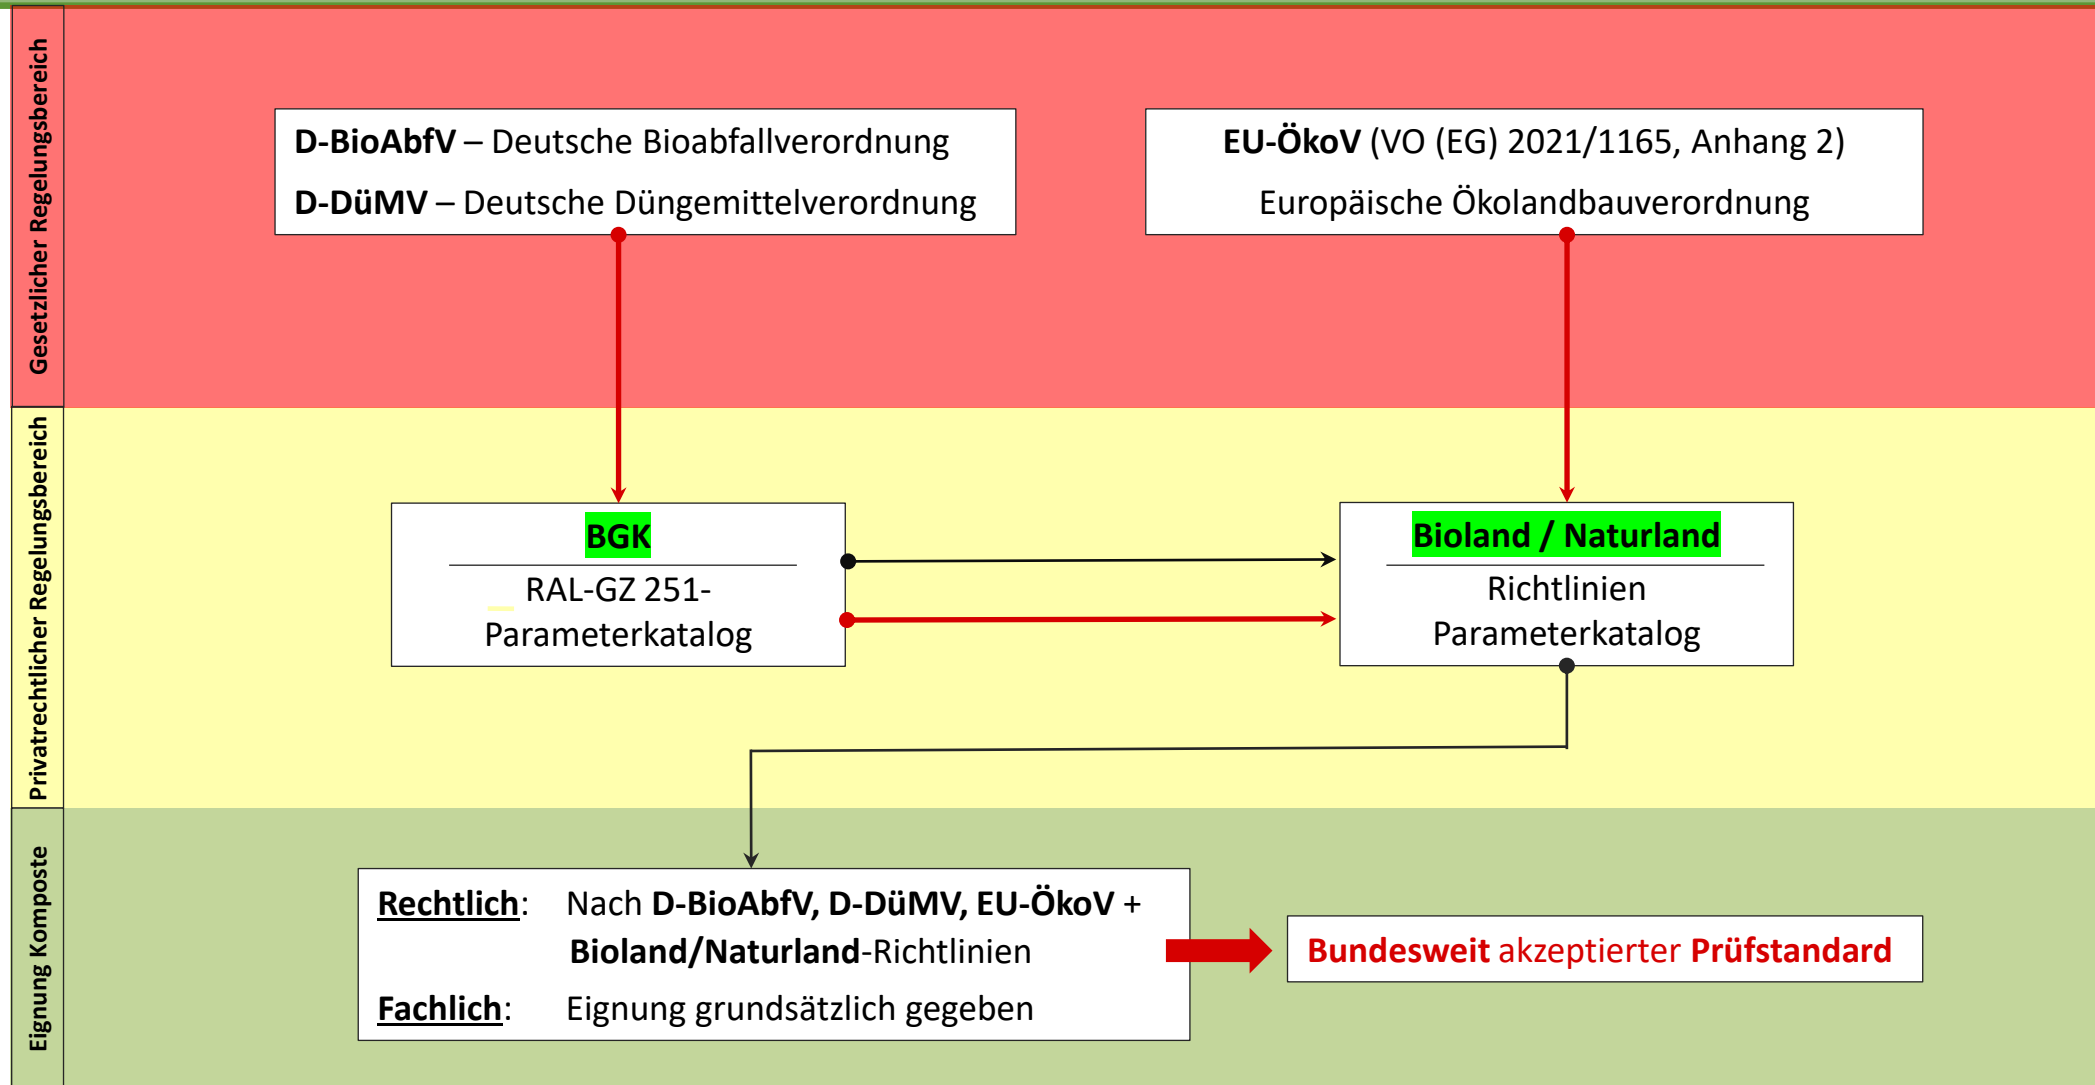 Gesetzlicher Regelungsbereich
D-BioAbfV – Deutsche Bioabfallverordnung
D-DüMV – Deutsche Düngemittelverordnung
EU-ÖkoV (VO (EG) 2021/1165, Anhang 2)
Europäische Ökolandbauverordnung
Privatrechtlicher Regelungsbereich
BGK
RAL-GZ 251-
Parameterkatalog
Bioland / Naturland
Richtlinien
Parameterkatalog
Eignung Komposte
Rechtlich: Nach D-BioAbfV, D-DüMV, EU-ÖkoV +
Bioland/Naturland-Richtlinien
Fachlich: Eignung grundsätzlich gegeben
Bundesweit akzeptierter Prüfstandard